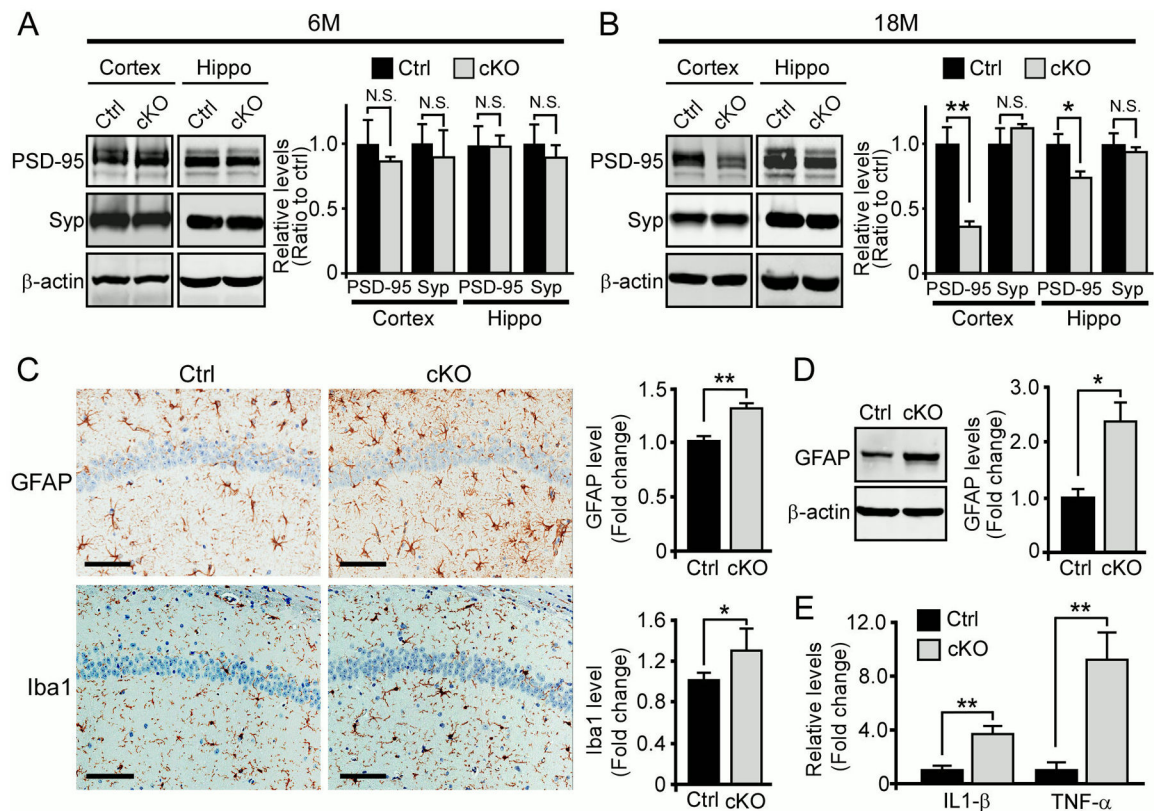 A
6M
Cortex
Hippo
Ctrl
cKO
Ctrl
cKO
PSD-95
Syp
β-actin
Ctrl
cKO
N.S.
N.S.
N.S.
N.S.
Relative levels
(Ratio to ctrl)
1.0
0.5
0
PSD-95
Syp
PSD-95
Syp
Cortex
Hippo
B
18M
Cortex
Hippo
Ctrl
cKO
Ctrl
cKO
PSD-95
Syp
β-actin
Ctrl
cKO
**
N.S.
*
N.S.
Relative levels
(Ratio to ctrl)
1.0
0.5
0
PSD-95
Syp
PSD-95
Syp
Cortex
Hippo
C
Ctrl
cKO
GFAP
Iba1
GFAP level
(Fold change)
1.5
1.0
1.5
0
**
Ctrl
cKO
Iba1 level
(Fold change)
1.6
1.2
1.0
0.4
0
*
Ctrl
cKO
D
Ctrl
cKO
GFAP
β-actin
GFAP level
(Fold change)
3.0
2.0
1.0
0
*
Ctrl
cKO
E
Ctrl
cKO
Relative levels
(Fold change)
12.0
8.0
4.0
0
**
**
IL1-β
TNF-α